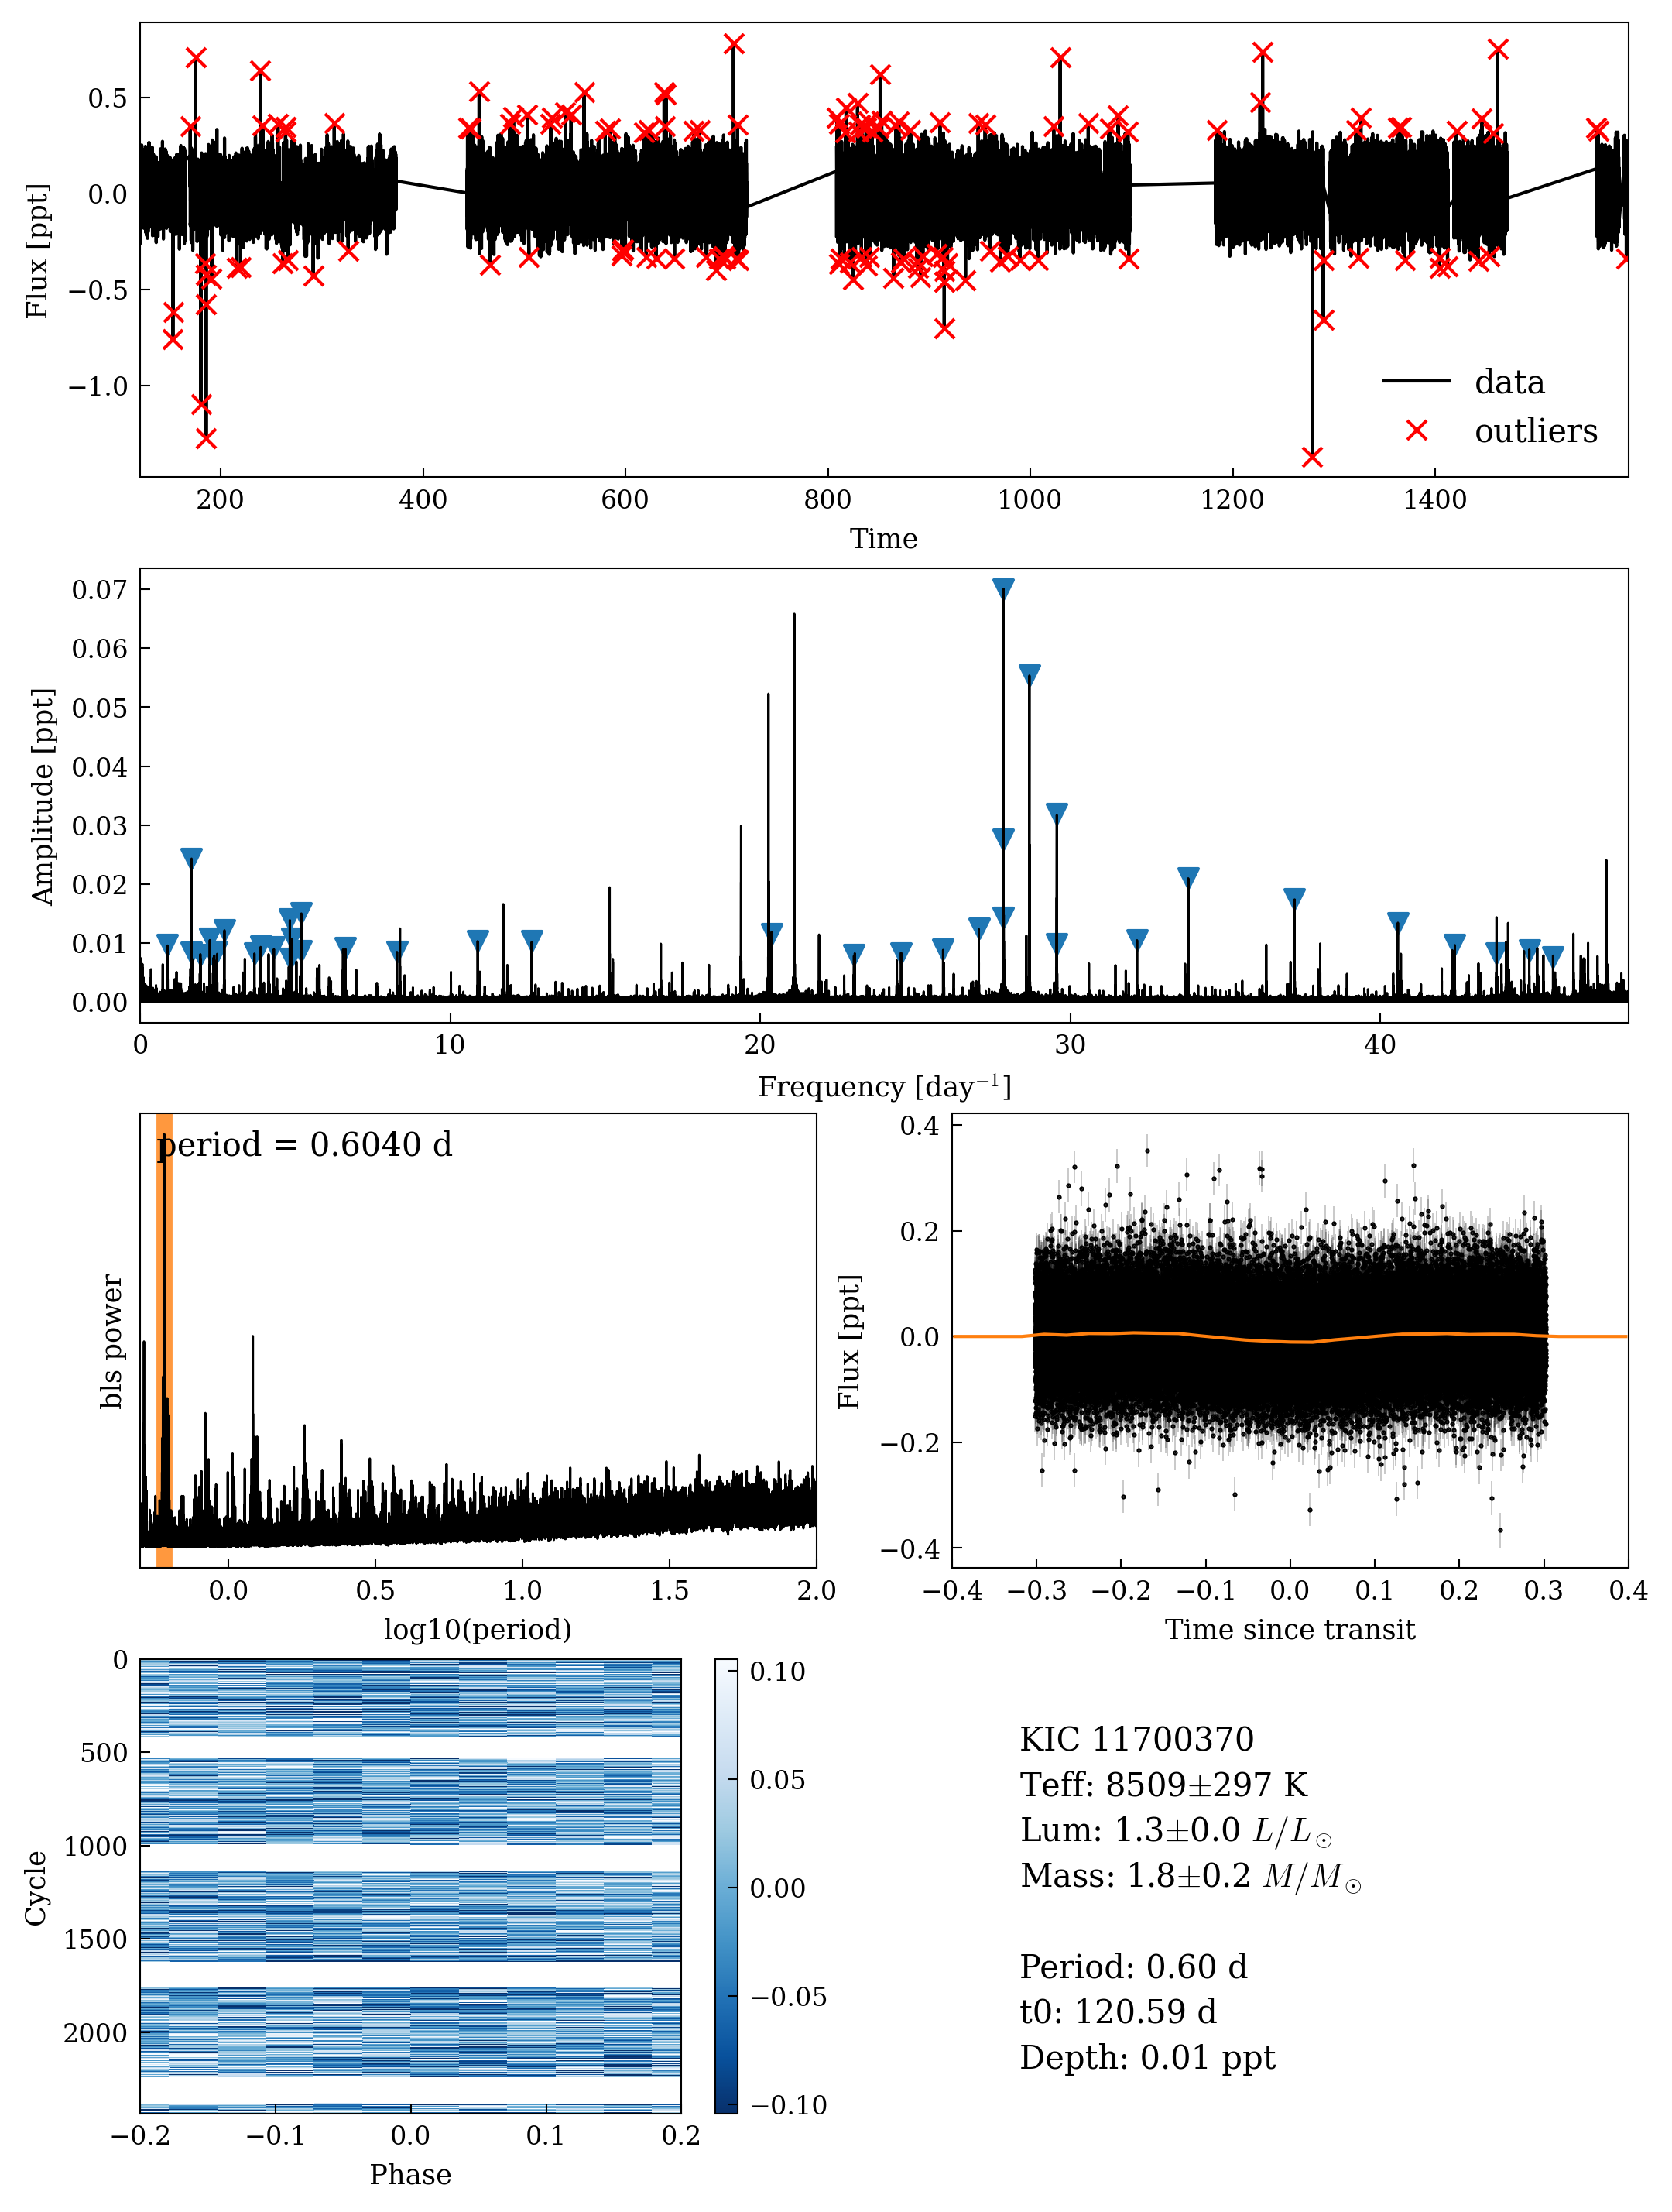 0.5
0.0
−0.5
−1.0
Flux [ppt]
data
outliers
200 400 600 800 1000 1200 1400
Time
0.07
0.06
0.05
0.04
0.03
0.02
0.01
0.00
Amplitude [ppt]
0 10 20 30 40
Frequency [day⁻¹]
period = 0.6040 d
bls power
0.0 0.5 1.0 1.5 2.0
log10(period)
0.4
0.2
0.0
−0.2
−0.4
Flux [ppt]
−0.4 −0.3 −0.2 −0.1 0.0 0.1 0.2 0.3 0.4
Time since transit
0
500
1000
1500
2000
Cycle
−0.2 −0.1 0.0 0.1 0.2
Phase
0.10
0.05
0.00
−0.05
−0.10
KIC 11700370
Teff: 8509±297 K
Lum: 1.3±0.0 L/L⊙
Mass: 1.8±0.2 M/M⊙
Period: 0.60 d
t0: 120.59 d
Depth: 0.01 ppt